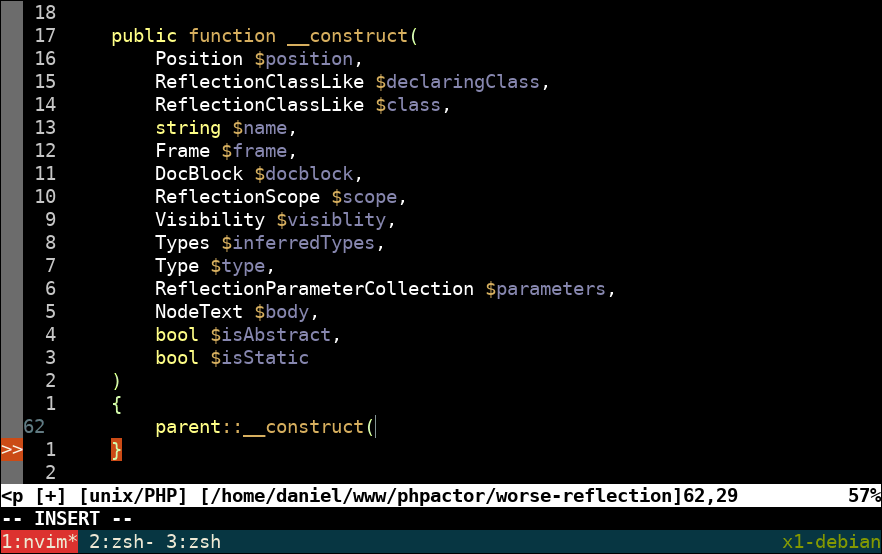 18
17     public function __construct(
16         Position $position,
15         ReflectionClassLike $declaringClass,
14         ReflectionClassLike $class,
13         string $name,
12         Frame $frame,
11         DocBlock $docblock,
10         ReflectionScope $scope,
9         Visibility $visiblity,
8         Types $inferredTypes,
7         Type $type,
6         ReflectionParameterCollection $parameters,
5         NodeText $body,
4         bool $isAbstract,
3         bool $isStatic
2     )
1     {
62         parent::__construct(
>> 1     }
2
<p [+] [unix/PHP] [/home/daniel/www/phpactor/worse-reflection]62,29          57%
-- INSERT --
1:nvim* 2:zsh- 3:zsh x1-debian